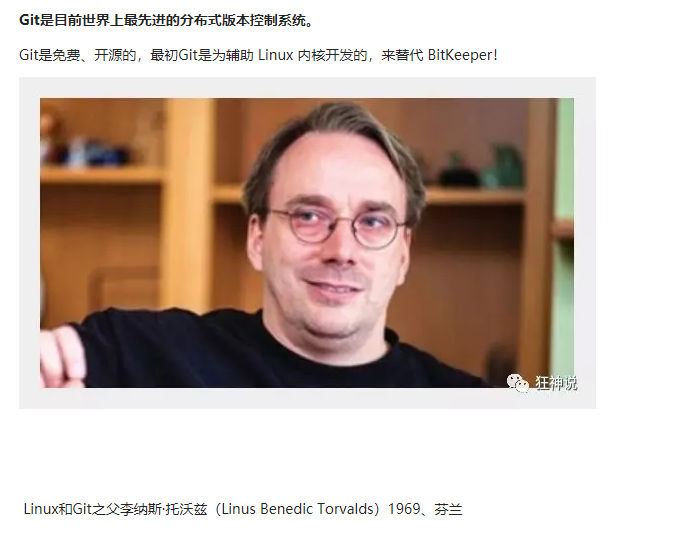 Git是目前世界上最先进的分布式版本控制系统。
Git是免费、开源的，最初Git是为辅助 Linux 内核开发的，来替代 BitKeeper！
狂神说
Linux和Git之父李纳斯·托沃兹（Linus Benedic Torvalds）1969、芬兰